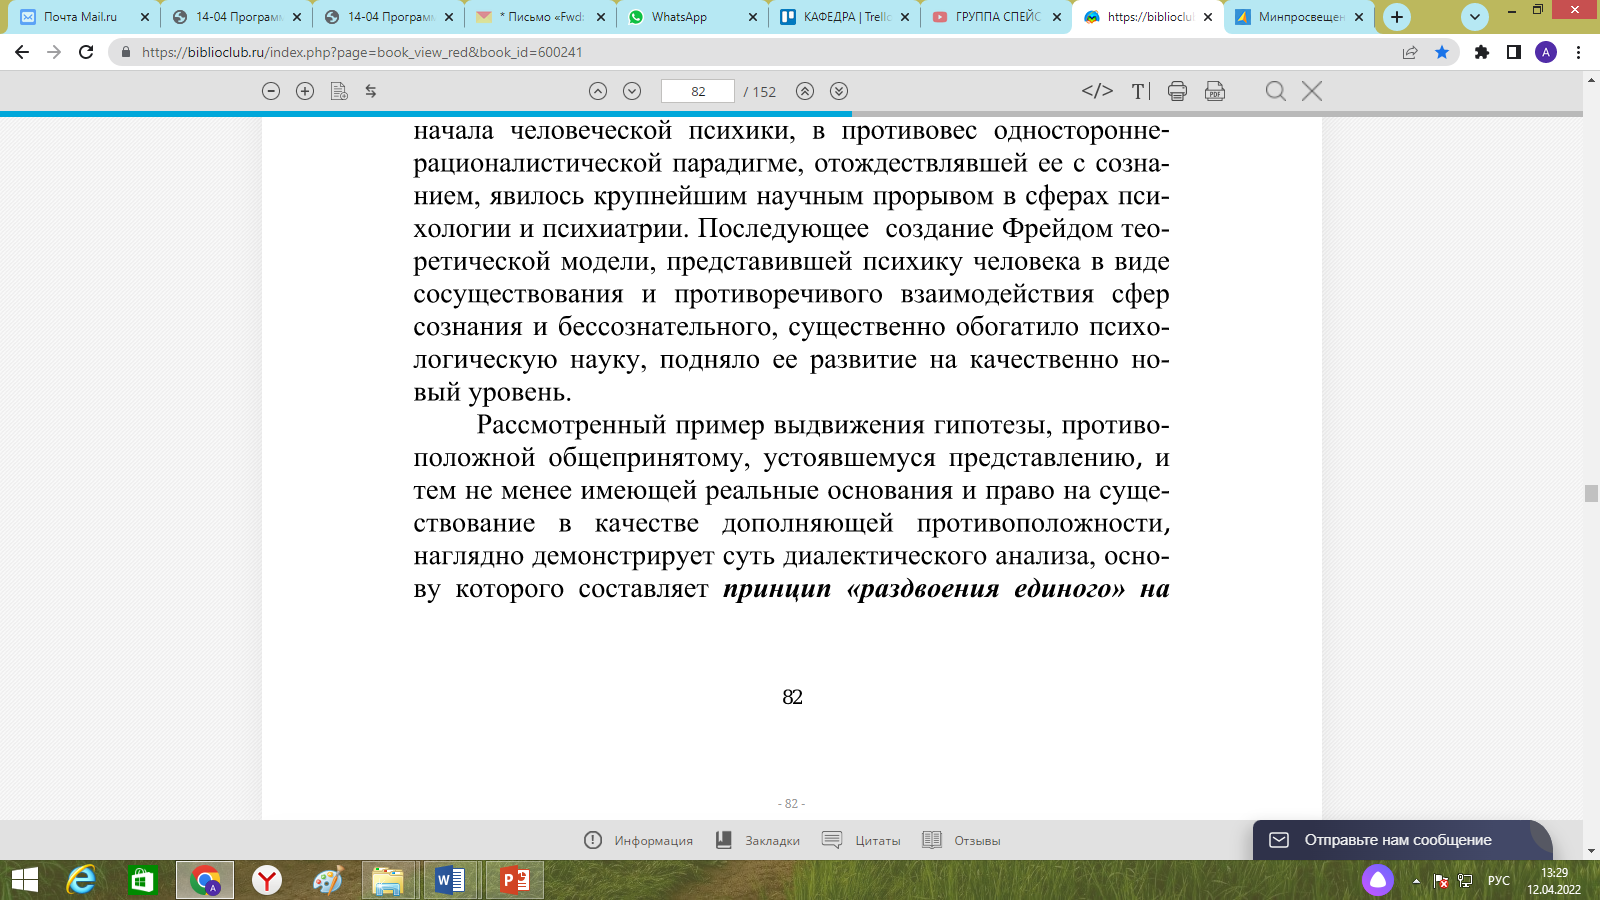 Почта Mail.ru
14-04 Програм
14-04 Програм
* Письмо «Fwd:
WhatsApp
КАФЕДРА | Trell
ГРУППА СПЕЙС
https://biblioclu
Минпросвещен
https://biblioclub.ru/index.php?page=book_view_red&book_id=600241
A
82 / 152
</> T| PDF
начала человеческой психики, в противовес односторонне-
рационалистической парадигме, отождествлявшей ее с созна-
нием, явилось крупнейшим научным прорывом в сферах пси-
хологии и психиатрии. Последующее создание Фрейдом тео-
ретической модели, представившей психику человека в виде
сосуществования и противоречивого взаимодействия сфер
сознания и бессознательного, существенно обогатило психо-
логическую науку, подняло ее развитие на качественно но-
вый уровень.
Рассмотренный пример выдвижения гипотезы, противо-
положной общепринятому, устоявшемуся представлению, и
тем не менее имеющей реальные основания и право на суще-
ствование в качестве дополняющей противоположности,
наглядно демонстрирует суть диалектического анализа, осно-
ву которого составляет принцип «раздвоения единого» на
82
- 82 -
Информация
Закладки
Цитаты
Отзывы
Отправьте нам сообщение
РУС
13:29
12.04.2022